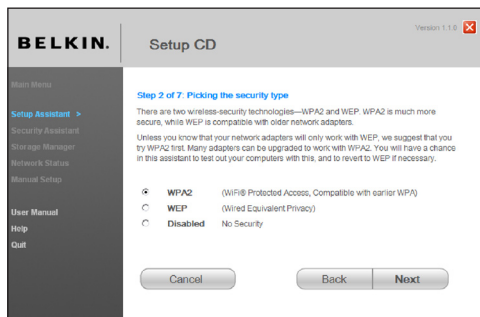 Version 1.1.0
BELKIN.
Setup CD
Main Menu
Setup Assistant >
Security Assistant
Storage Manager
Network Status
Manual Setup
User Manual
Help
Quit
Step 2 of 7: Picking the security type
There are two wireless-security technologies—WPA2 and WEP. WPA2 is much more
secure, while WEP is compatible with older network adapters.
Unless you know that your network adapters will only work with WEP, we suggest that you
try WPA2 first. Many adapters can be upgraded to work with WPA2. You will have a chance
in this assistant to test out your computers with this, and to revert to WEP if necessary.
WPA2 (WiFi® Protected Access, Compatible with earlier WPA)
WEP (Wired Equivalent Privacy)
Disabled No Security
Cancel Back Next